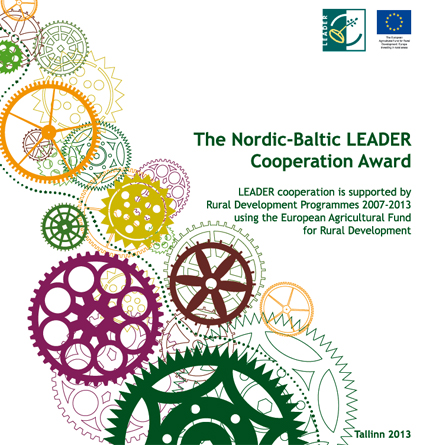 LEADER
The European
Agricultural Fund for Rural
Development: Europe
investing in rural areas
The Nordic-Baltic LEADER
Cooperation Award
LEADER cooperation is supported by
Rural Development Programmes 2007-2013
using the European Agricultural Fund
for Rural Development
Tallinn 2013